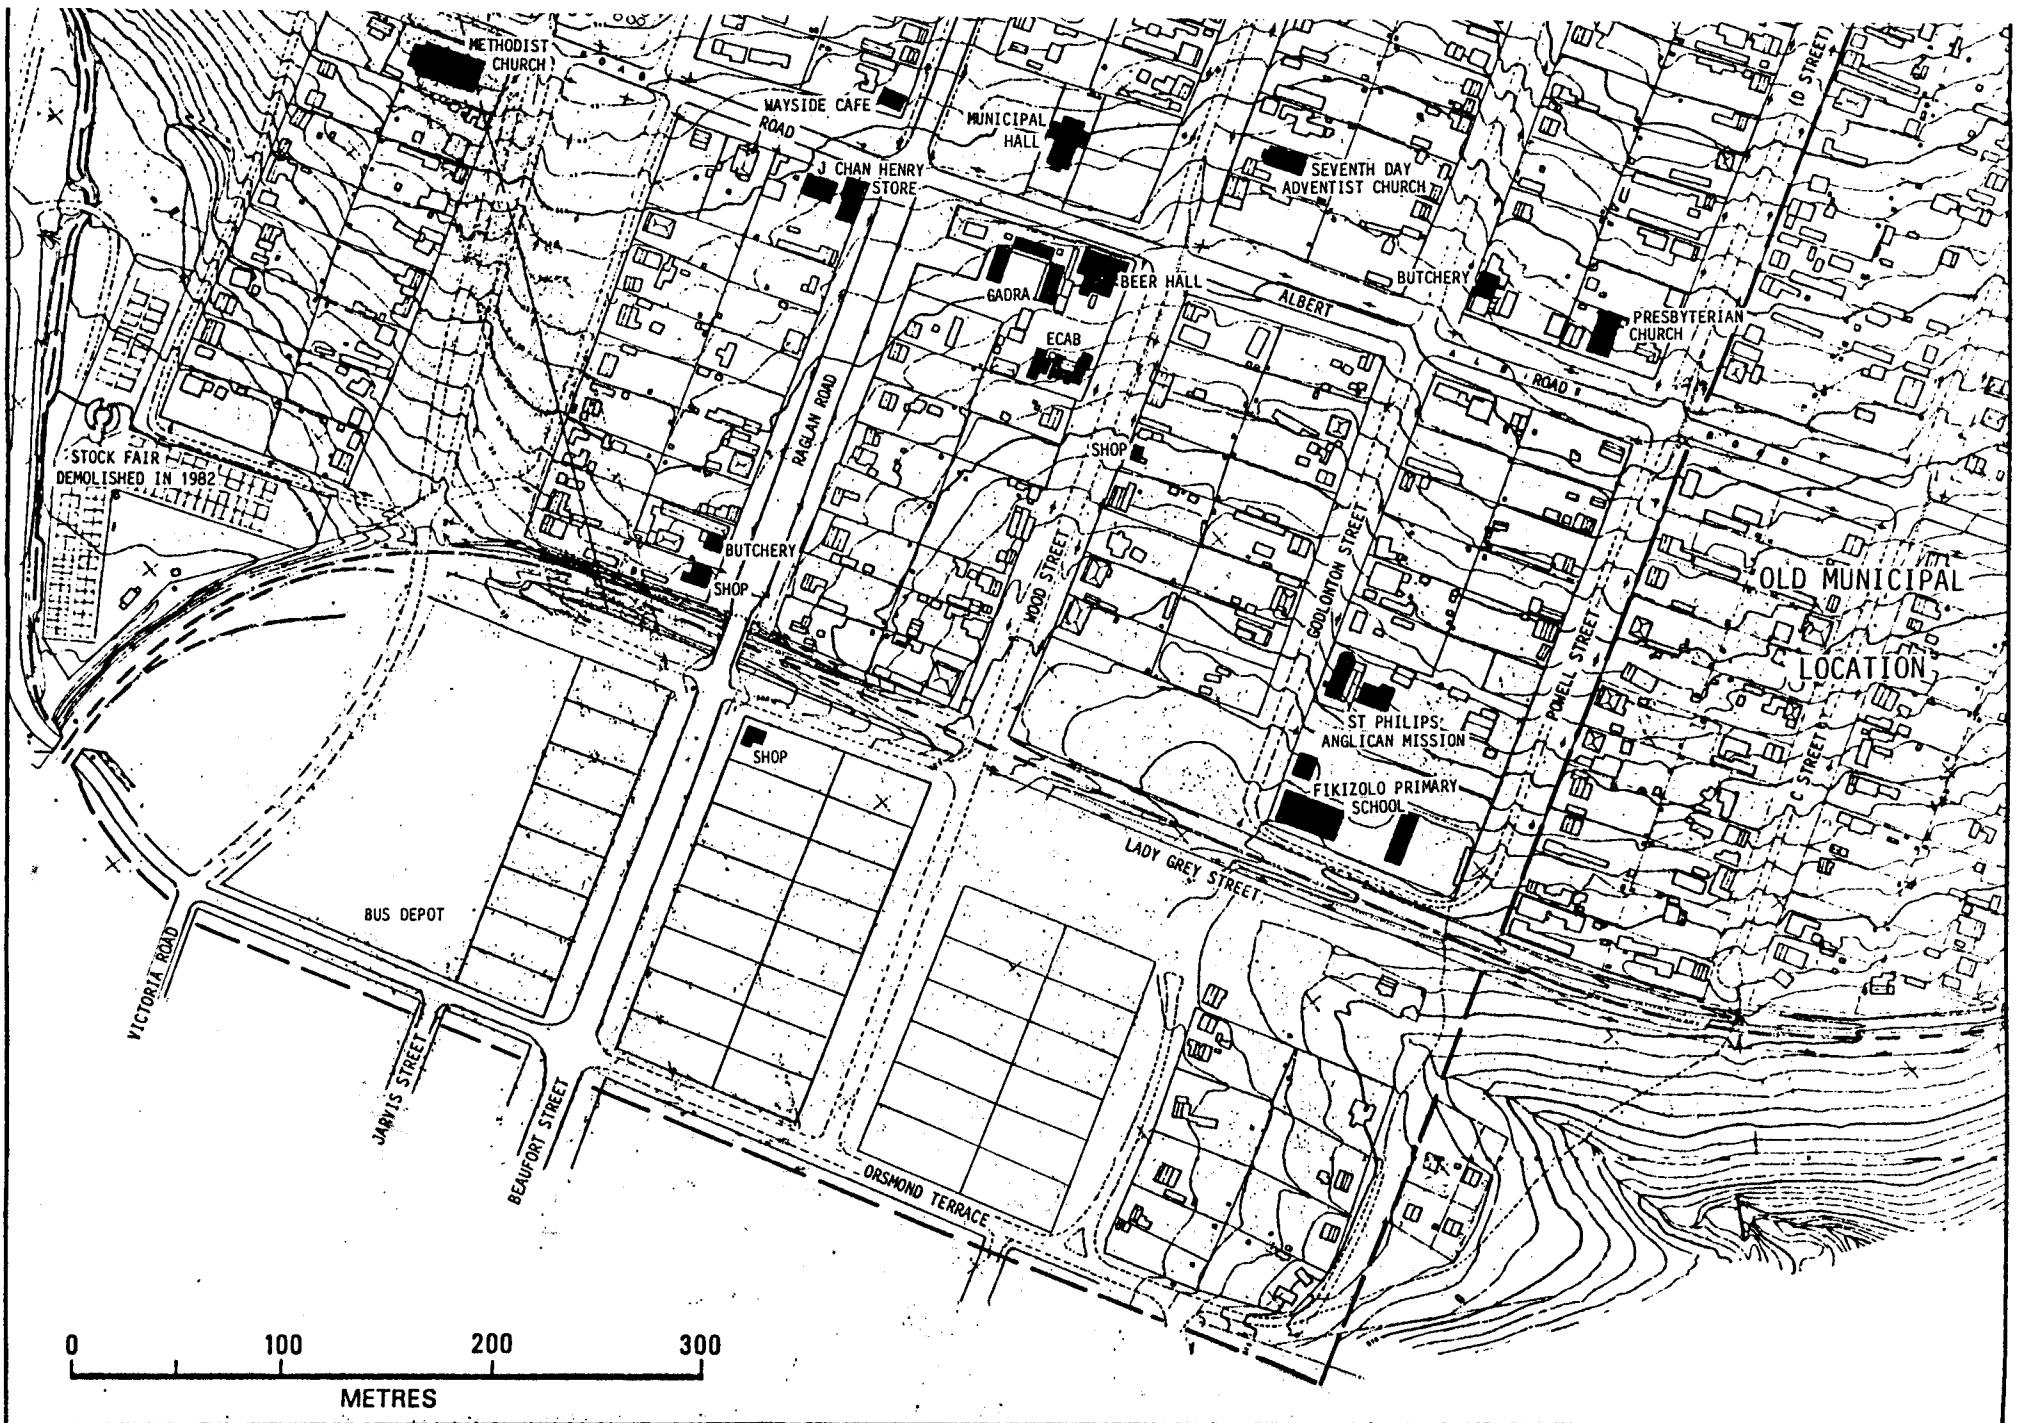 METHODIST
CHURCH
ROAD
(D STREET)
WAYSIDE CAFE
ROAD
MUNICIPAL
HALL
J CHAN HENRY
STORE
SEVENTH DAY
ADVENTIST CHURCH
BEER HALL
BUTCHERY
GADRA
ALBERT
PRESBYTERIAN
CHURCH
ECAB
ROAD
RAGLAN ROAD
SHOP
STOCK FAIR
DEMOLISHED IN 1982
BUTCHERY
SHOP
WOOD STREET
GODLONTON STREET
POWELL STREET
OLD MUNICIPAL
LOCATION
C STREET
ST PHILIPS
ANGLICAN MISSION
SHOP
FIKIZOLO PRIMARY
SCHOOL
LADY GREY STREET
BUS DEPOT
VICTORIA ROAD
JARVIS STREET
BEAUFORT STREET
ORSMOND TERRACE
0 100 200 300
METRES